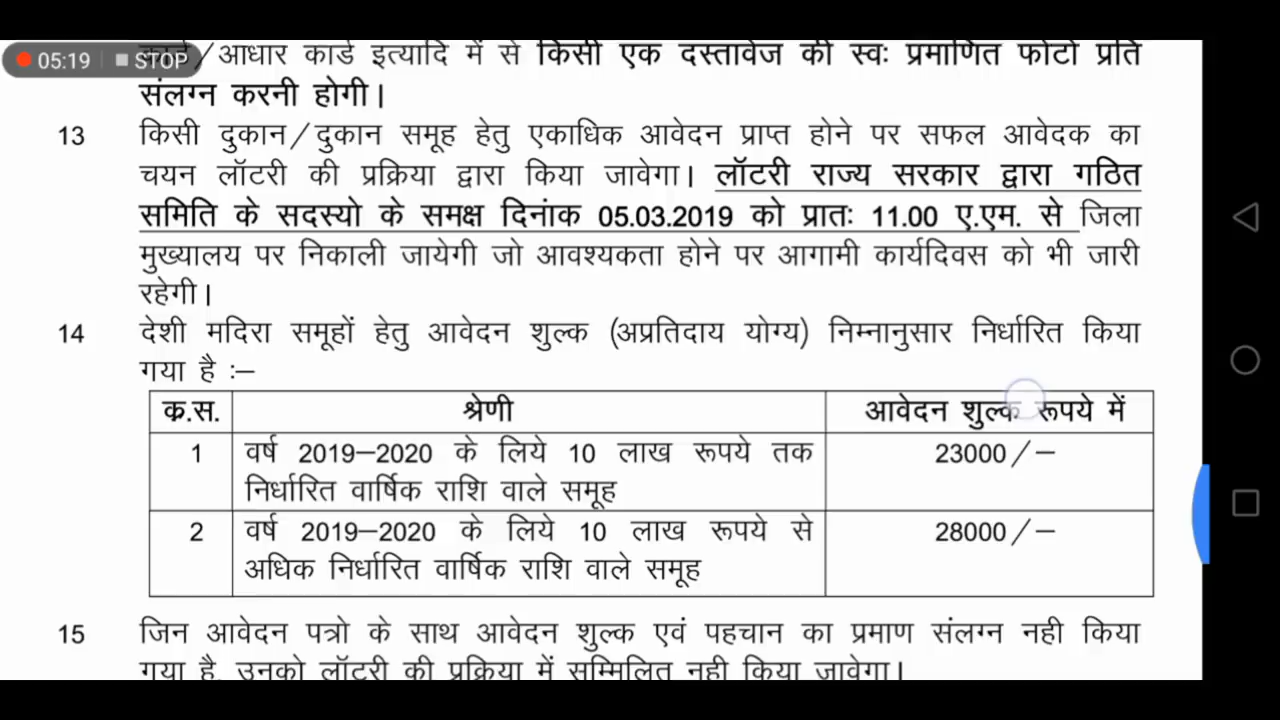 05:19 STOP
कार्ड/आधार कार्ड इत्यादि में से किसी एक दस्तावेज की स्वः प्रमाणित फोटो प्रति
संलग्न करनी होगी।
13 किसी दुकान/दुकान समूह हेतु एकाधिक आवेदन प्राप्त होने पर सफल आवेदक का
चयन लॉटरी की प्रक्रिया द्वारा किया जावेगा। लॉटरी राज्य सरकार द्वारा गठित
समिति के सदस्यो के समक्ष दिनांक 05.03.2019 को प्रातः 11.00 ए.एम. से जिला
मुख्यालय पर निकाली जायेगी जो आवश्यकता होने पर आगामी कार्यदिवस को भी जारी
रहेगी।
14 देशी मदिरा समूहों हेतु आवेदन शुल्क (अप्रतिदाय योग्य) निम्नानुसार निर्धारित किया
गया है :–
क्र.स. श्रेणी आवेदन शुल्क रूपये में
1 वर्ष 2019–2020 के लिये 10 लाख रूपये तक 23000/–
निर्धारित वार्षिक राशि वाले समूह
2 वर्ष 2019–2020 के लिये 10 लाख रूपये से 28000/–
अधिक निर्धारित वार्षिक राशि वाले समूह
15 जिन आवेदन पत्रो के साथ आवेदन शुल्क एवं पहचान का प्रमाण संलग्न नही किया
गया है, उनको लॉटरी की प्रक्रिया में सम्मिलित नही किया जावेगा।